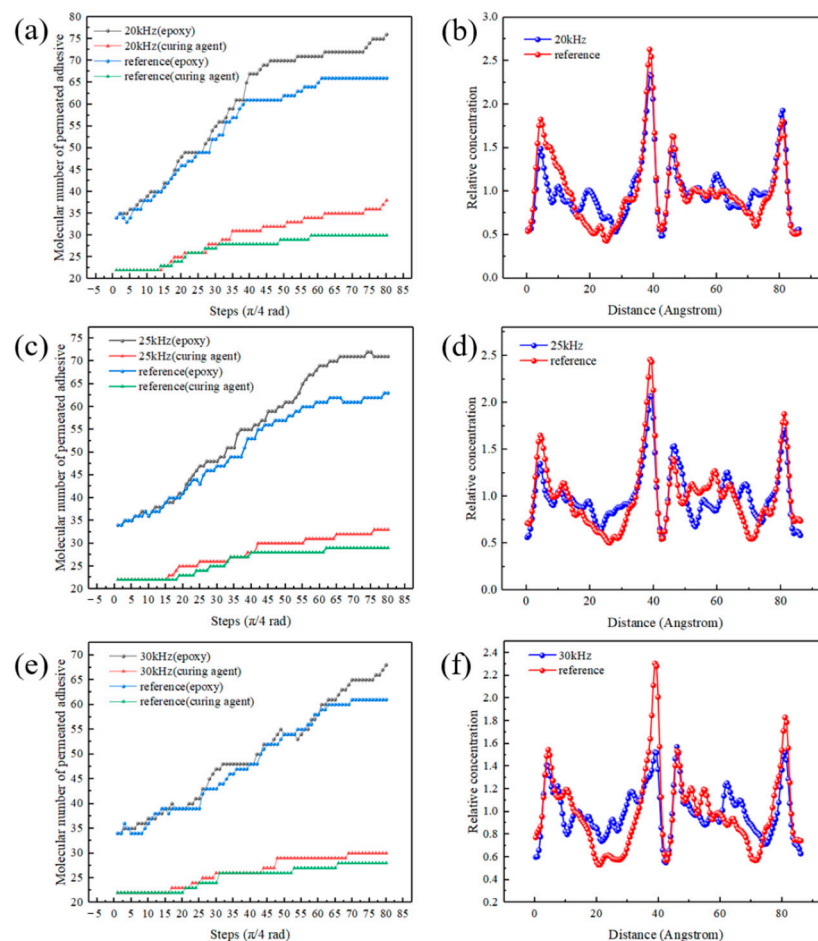 (a)
Molecular number of permeated adhesive
80
75
70
65
60
55
50
45
40
35
30
25
20
20kHz(epoxy)
20kHz(curing agent)
reference(epoxy)
reference(curing agent)
−5 0 5 10 15 20 25 30 35 40 45 50 55 60 65 70 75 80 85
Steps (π/4 rad)
(b)
Relative concentration
3.0
2.5
2.0
1.5
1.0
0.5
0.0
20kHz
reference
0 20 40 60 80
Distance (Angstrom)
(c)
Molecular number of permeated adhesive
75
70
65
60
55
50
45
40
35
30
25
20
25kHz(epoxy)
25kHz(curing agent)
reference(epoxy)
reference(curing agent)
−5 0 5 10 15 20 25 30 35 40 45 50 55 60 65 70 75 80 85
Steps (π/4 rad)
(d)
Relative concentration
2.5
2.0
1.5
1.0
0.5
0.0
25kHz
reference
0 20 40 60 80
Distance (Angstrom)
(e)
Molecular number of permeated adhesive
70
65
60
55
50
45
40
35
30
25
20
30kHz(epoxy)
30kHz(curing agent)
reference(epoxy)
reference(curing agent)
−5 0 5 10 15 20 25 30 35 40 45 50 55 60 65 70 75 80 85
Steps (π/4 rad)
(f)
Relative concentration
2.4
2.2
2.0
1.8
1.6
1.4
1.2
1.0
0.8
0.6
0.4
30kHz
reference
0 20 40 60 80
Distance (Angstrom)